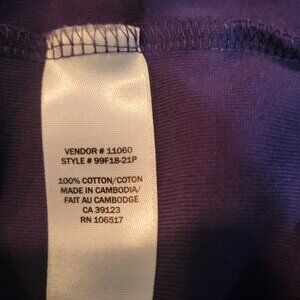 VENDOR # 11060
STYLE # 99F18-21P
100% COTTON/COTON
MADE IN CAMBODIA/
FAIT AU CAMBODGE
CA 39123
RN 106517